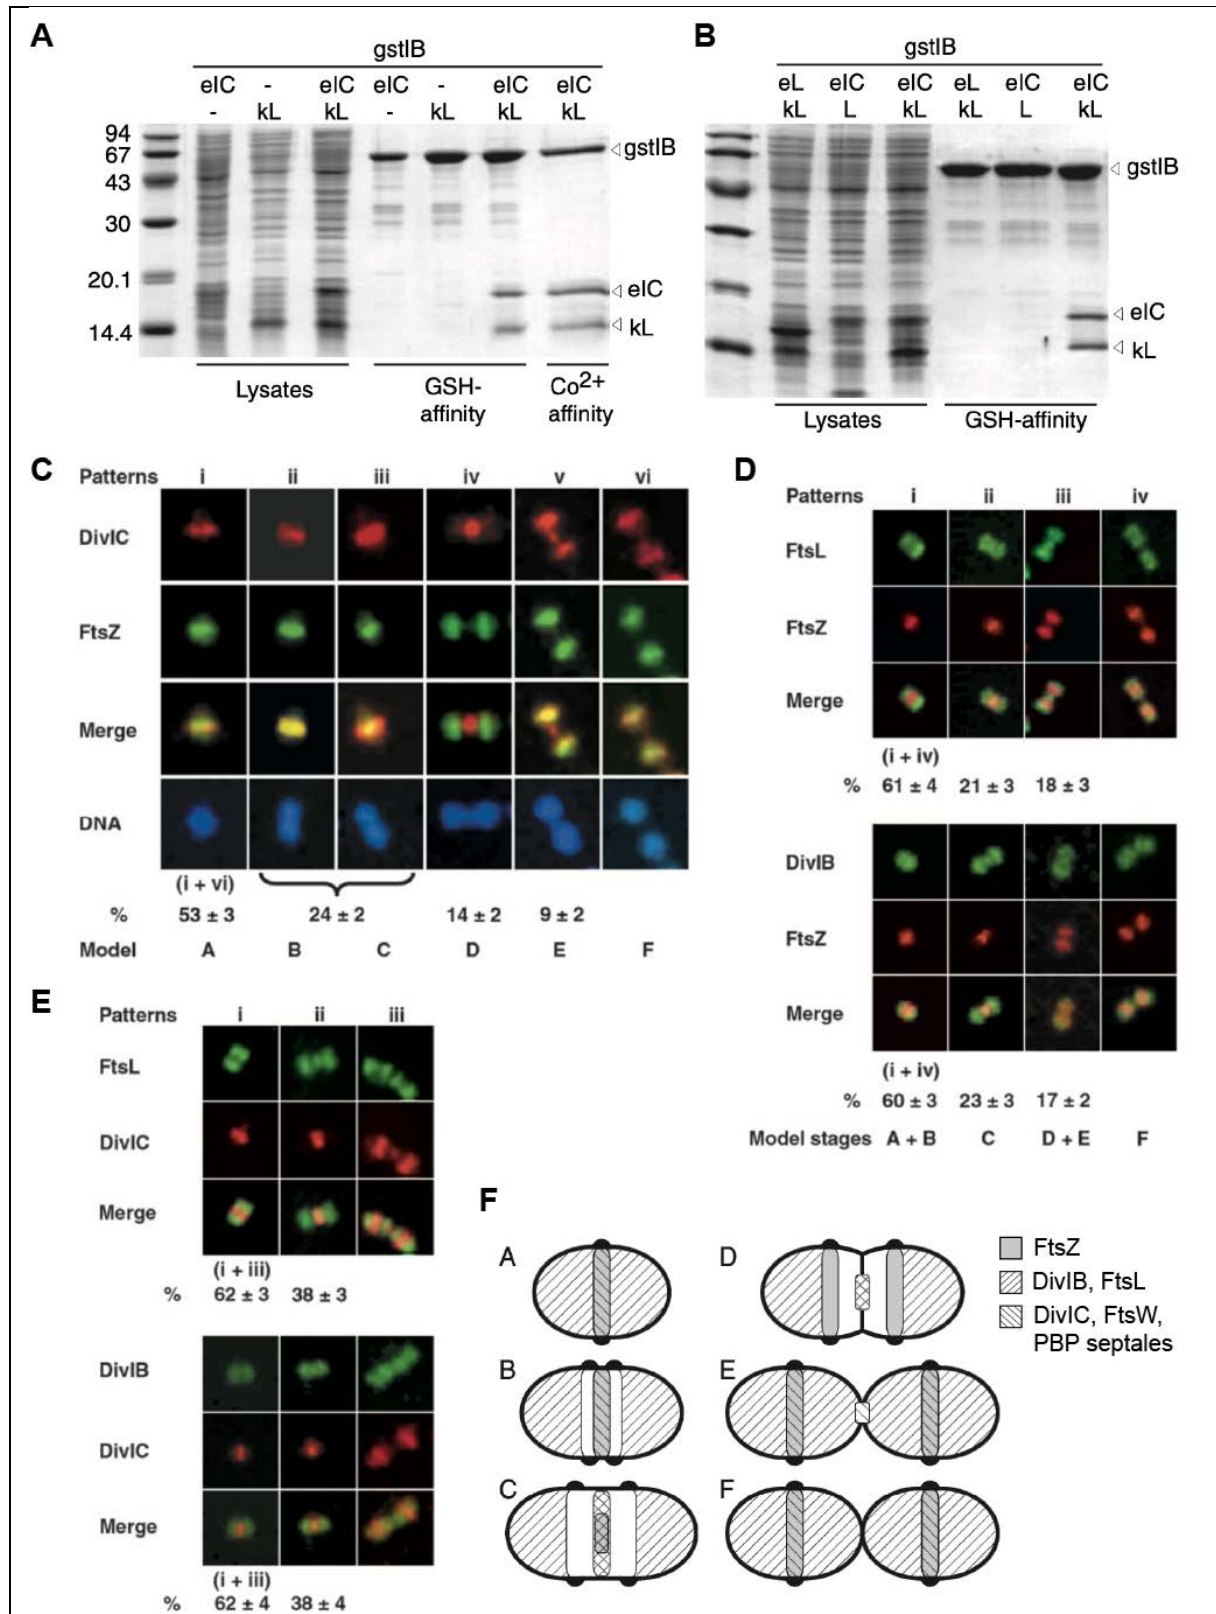 A
gstIB
eIC - eIC eIC - eIC eIC
- kL kL - kL kL kL
94
67
43
30
20.1
14.4
gstIB
eIC
kL
Lysates
GSH-
affinity
Co2+
affinity
B
gstIB
eL eIC eIC eL eIC eIC
kL L kL kL L kL
gstIB
eIC
kL
Lysates
GSH-affinity
C
Patterns i ii iii iv v vi
DivIC
FtsZ
Merge
DNA
(i + vi)
% 53 ± 3 24 ± 2 14 ± 2 9 ± 2
Model A B C D E F
D
Patterns i ii iii iv
FtsL
FtsZ
Merge
(i + iv)
% 61 ± 4 21 ± 3 18 ± 3
DivIB
FtsZ
Merge
(i + iv)
% 60 ± 3 23 ± 3 17 ± 2
Model stages A + B C D + E F
E
Patterns i ii iii
FtsL
DivIC
Merge
(i + iii)
% 62 ± 3 38 ± 3
DivIB
DivIC
Merge
(i + iii)
% 62 ± 4 38 ± 4
F
A
B
C
D
E
F
FtsZ
DivIB, FtsL
DivIC, FtsW,
PBP septales